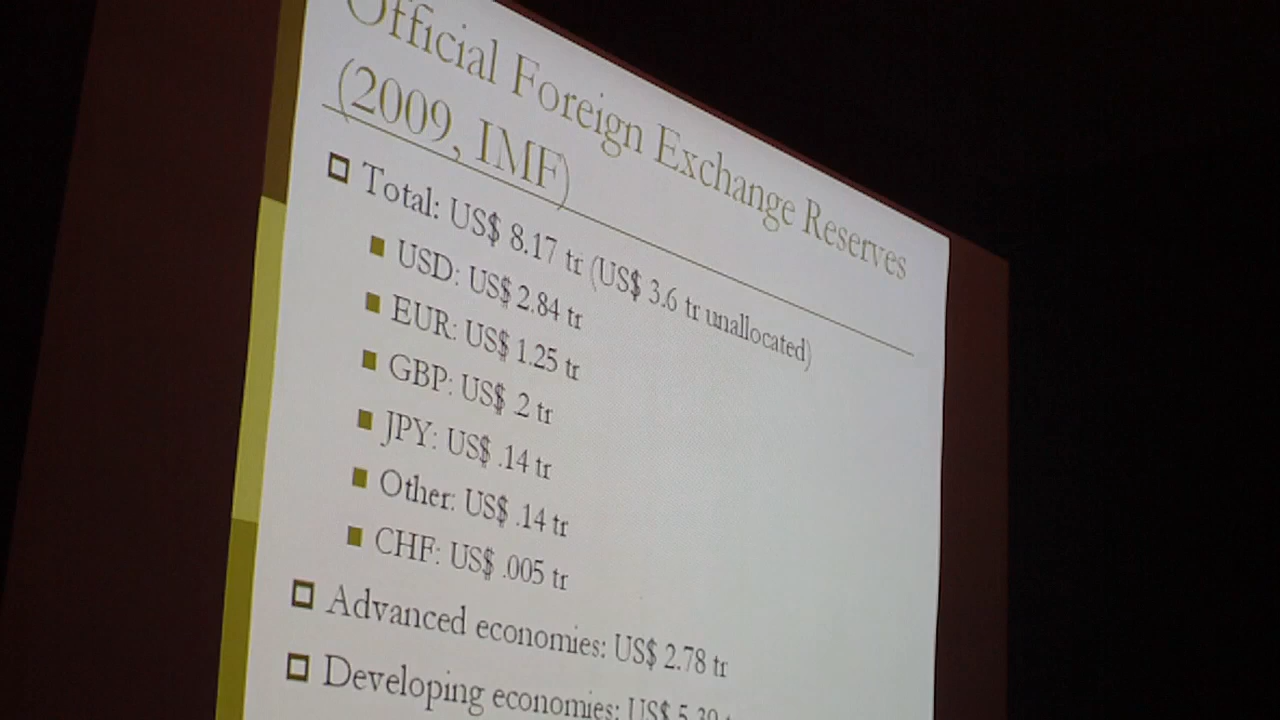 Official Foreign Exchange Reserves
(2009, IMF)
Total: US$ 8.17 tr (US$ 3.6 tr unallocated)
USD: US$ 2.84 tr
EUR: US$ 1.25 tr
GBP: US$ .2 tr
JPY: US$ .14 tr
Other: US$ .14 tr
CHF: US$ .005 tr
Advanced economies: US$ 2.78 tr
Developing economies: US$